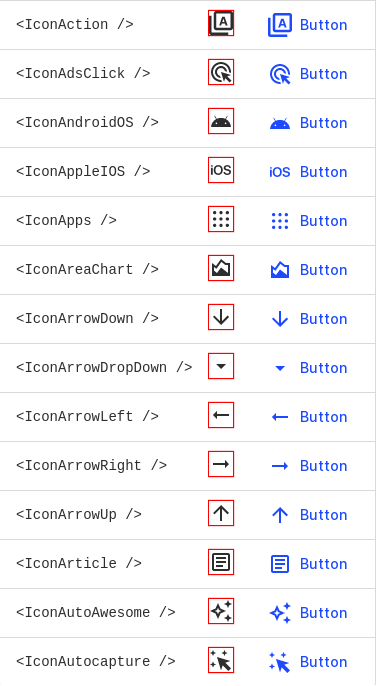 <IconAction /> A A Button
<IconAdsClick /> Button
<IconAndroidOS /> Button
<IconAppleIOS /> iOS iOS Button
<IconApps /> Button
<IconAreaChart /> Button
<IconArrowDown /> Button
<IconArrowDropDown /> Button
<IconArrowLeft /> Button
<IconArrowRight /> Button
<IconArrowUp /> Button
<IconArticle /> Button
<IconAutoAwesome /> Button
<IconAutocapture /> Button